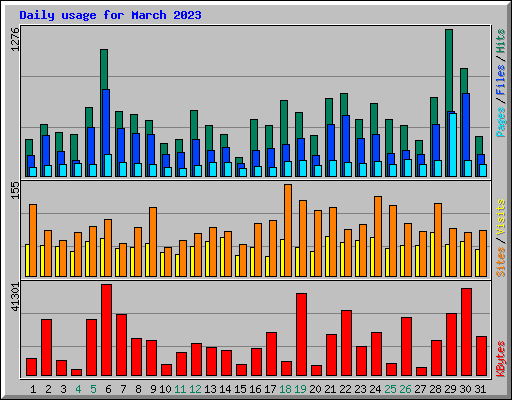 Daily usage for March 2023
1276
Pages / Files / Hits
155
Sites / Visits
41301
KBytes
1 2 3 4 5 6 7 8 9 10 11 12 13 14 15 16 17 18 19 20 21 22 23 24 25 26 27 28 29 30 31